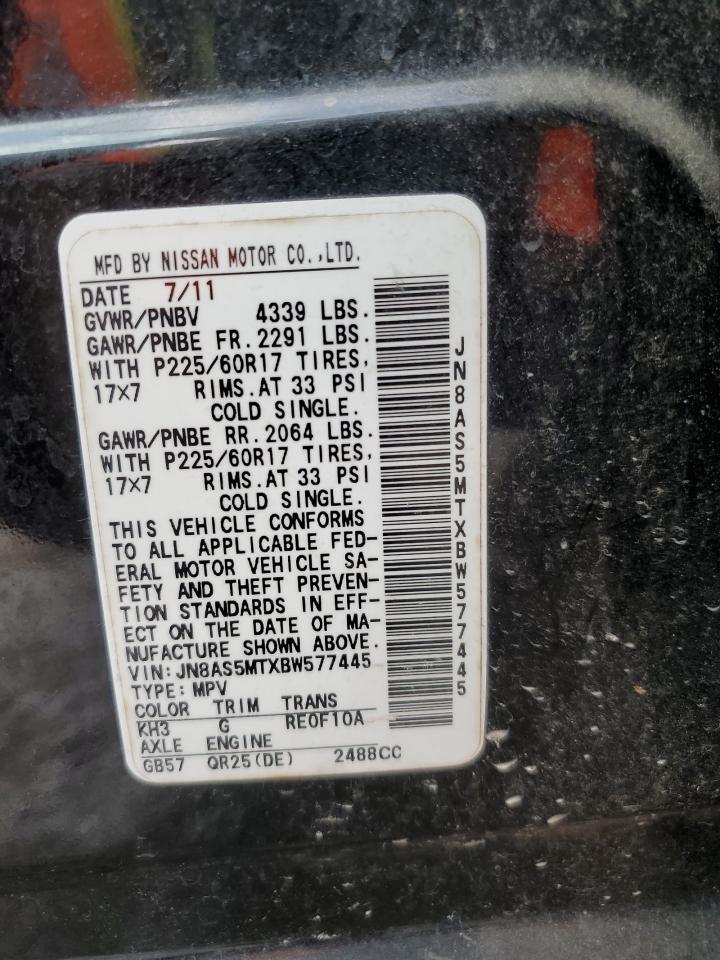 MFD BY NISSAN MOTOR CO.,LTD.
DATE 7/11
GVWR/PNBV 4339 LBS.
GAWR/PNBE FR.2291 LBS.
WITH P225/60R17 TIRES,
17X7 RIMS.AT 33 PSI
COLD SINGLE.
GAWR/PNBE RR.2064 LBS.
WITH P225/60R17 TIRES,
17X7 RIMS.AT 33 PSI
COLD SINGLE.
THIS VEHICLE CONFORMS
TO ALL APPLICABLE FED-
ERAL MOTOR VEHICLE SA-
FETY AND THEFT PREVEN-
TION STANDARDS IN EFF-
ECT ON THE DATE OF MA-
NUFACTURE SHOWN ABOVE.
VIN:JN8AS5MTXBW577445
TYPE:MPV
COLOR TRIM TRANS
KH3 G RE0F10A
AXLE ENGINE
GB57 QR25(DE) 2488CC
JN8AS5MTXBW577445